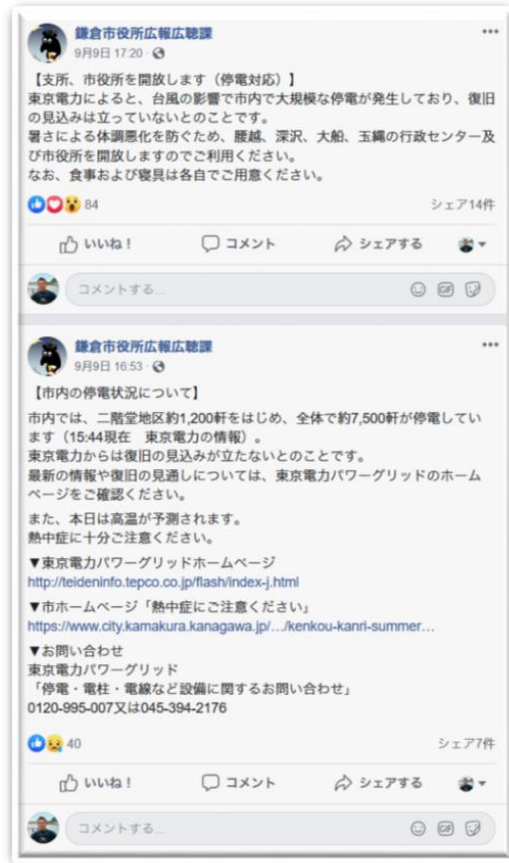 鎌倉市役所広報広聴課
9月9日 17:20
【支所、市役所を開放します（停電対応）】
東京電力によると、台風の影響で市内で大規模な停電が発生しており、復旧
の見込みは立っていないとのことです。
暑さによる体調悪化を防ぐため、腰越、深沢、大船、玉縄の行政センター及
び市役所を開放しますのでご利用ください。
なお、食事および寝具は各自でご用意ください。
84
シェア14件
いいね！ コメント シェアする
コメントする...
GIF
鎌倉市役所広報広聴課
9月9日 16:53
【市内の停電状況について】
市内では、二階堂地区約1,200軒をはじめ、全体で約7,500軒が停電してい
ます（15:44現在　東京電力の情報）。
東京電力からは復旧の見込みが立たないとのことです。
最新の情報や復旧の見通しについては、東京電力パワーグリッドのホーム
ページをご確認ください。
また、本日は高温が予測されます。
熱中症に十分ご注意ください。
▼東京電力パワーグリッドホームページ
http://teideninfo.tepco.co.jp/flash/index-j.html
▼市ホームページ「熱中症にご注意ください」
https://www.city.kamakura.kanagawa.jp/.../kenkou-kanri-summer...
▼お問い合わせ
東京電力パワーグリッド
「停電・電柱・電線など設備に関するお問い合わせ」
0120-995-007又は045-394-2176
40
シェア7件
いいね！ コメント シェアする
コメントする...
GIF